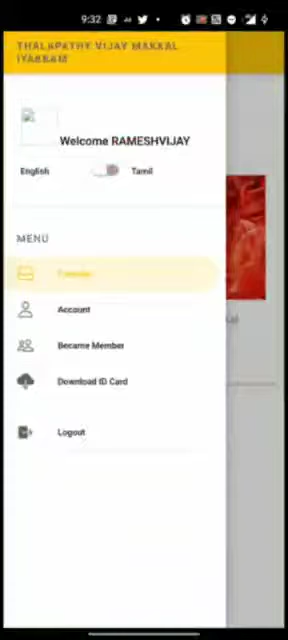 9:32
THALAPATHY VIJAY MAKKAL
IYAKKAM
Welcome RAMESHVIJAY
English
Tamil
MENU
Account
Became Member
Download ID Card
Logout